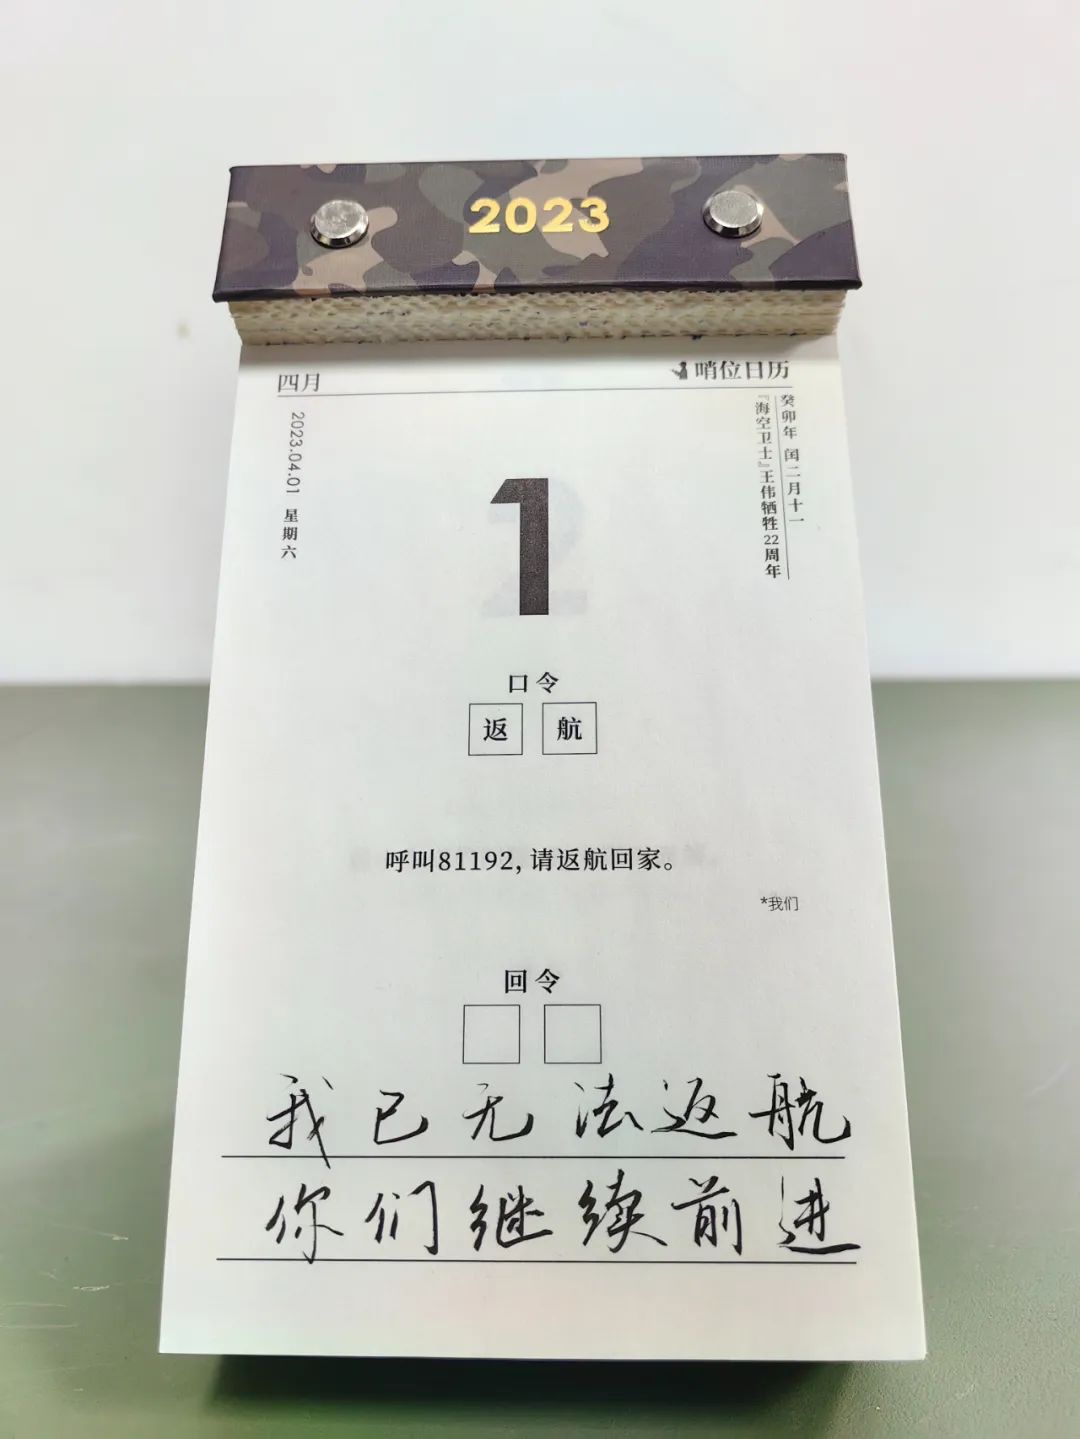 2023
四月
哨位日历
2023.04.01 星期六
癸卯年 闰二月十一
『海空卫士』王伟牺牲22周年
1
口令
返 航
呼叫81192, 请返航回家。
*我们
回令
我已无法返航
你们继续前进